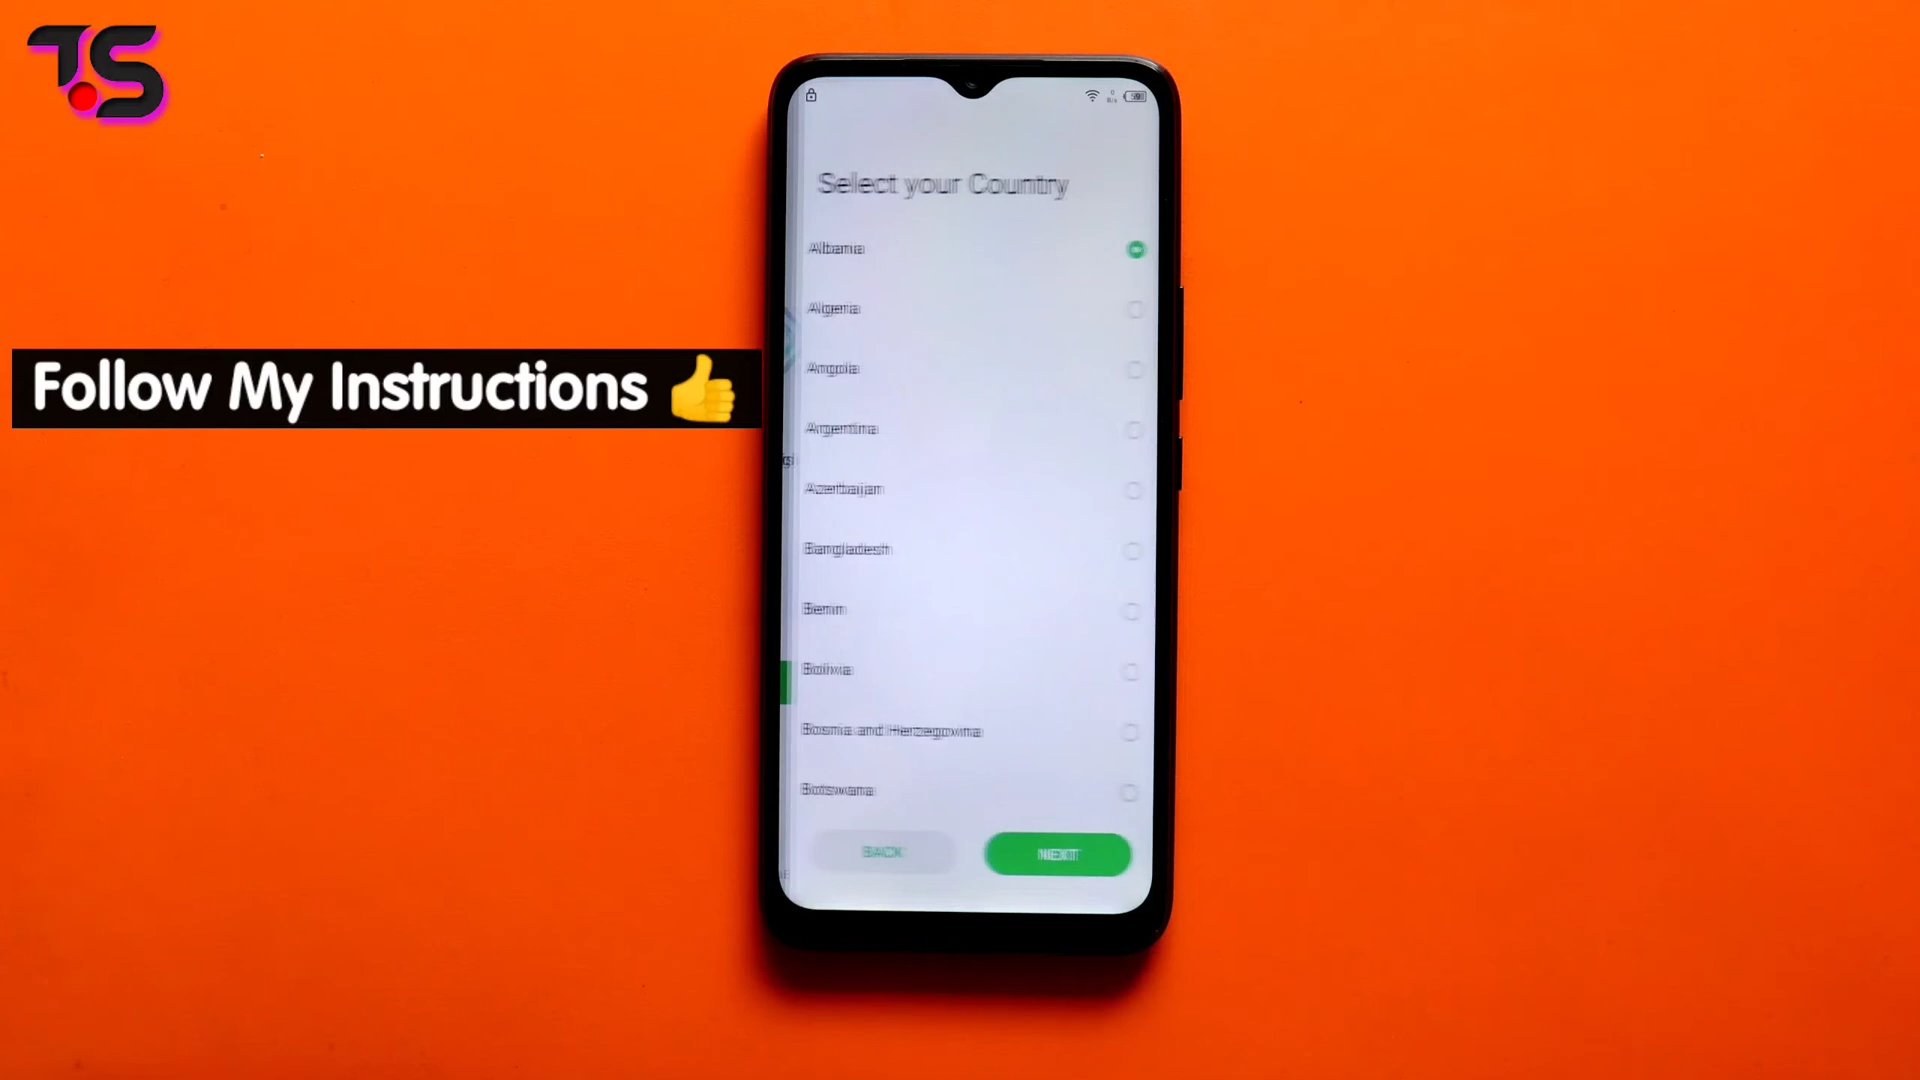 TS
Select your Country
Albania
Algeria
Angola
Follow My Instructions 👍
Argentina
Azerbaijan
Bangladesh
Benin
Bolivia
Bosnia and Herzegovina
Botswana
BACK
NEXT